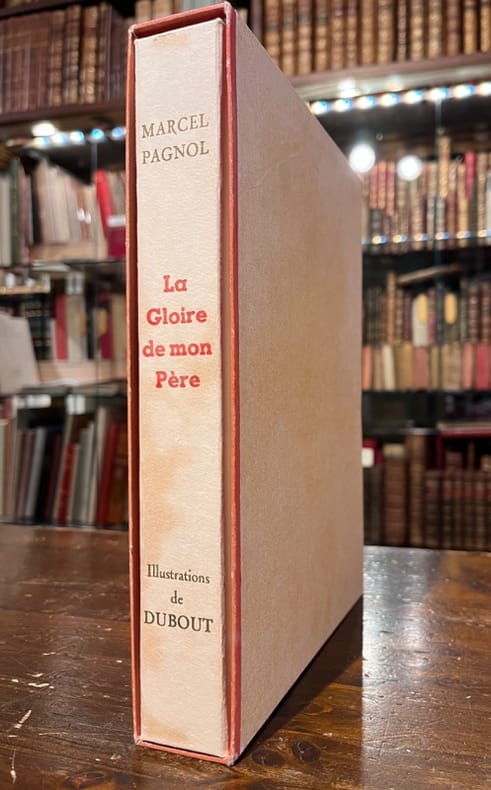 MARCEL
PAGNOL
La
Gloire
de mon
Père
Illustrations
de
DUBOUT